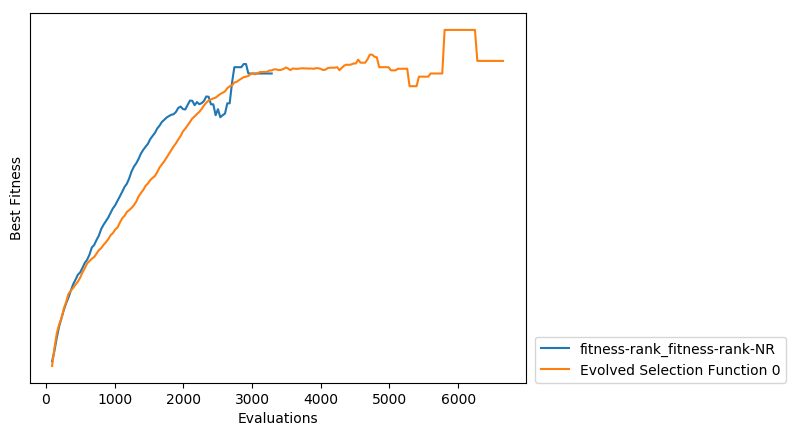 Best Fitness
0
1000
2000
3000
4000
5000
6000
Evaluations
fitness-rank_fitness-rank-NR
Evolved Selection Function 0